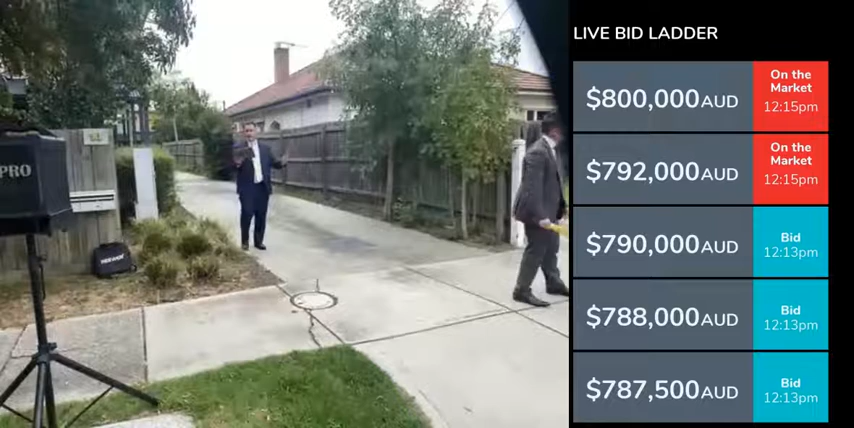 LIVE BID LADDER
$800,000AUD
On the
Market
12:15pm
$792,000AUD
On the
Market
12:15pm
$790,000AUD
Bid
12:13pm
$788,000AUD
Bid
12:13pm
$787,500AUD
Bid
12:13pm
PRO